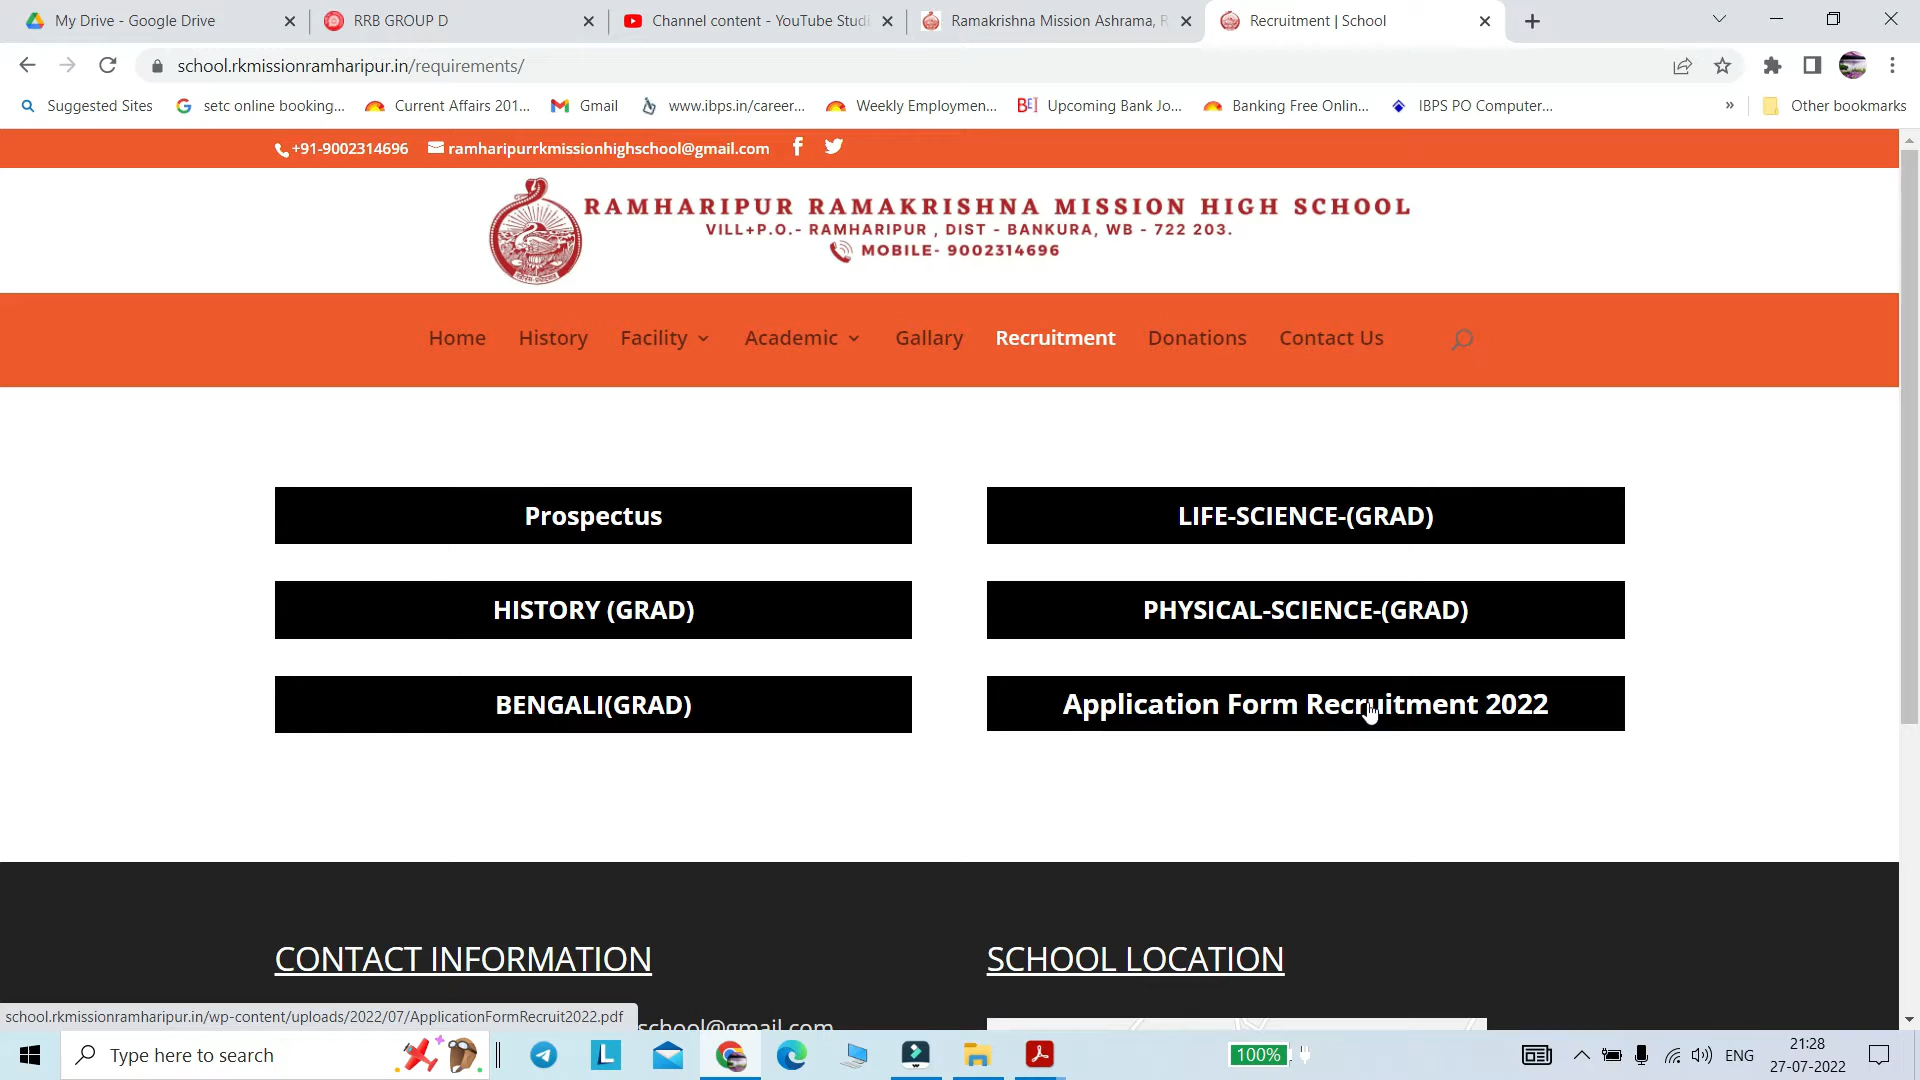 My Drive - Google Drive
RRB GROUP D
Channel content - YouTube Studi
Ramakrishna Mission Ashrama, R
Recruitment | School
school.rkmissionramharipur.in/requirements/
Suggested Sites
setc online booking...
Current Affairs 201...
Gmail
www.ibps.in/career...
Weekly Employmen...
BEJ Upcoming Bank Jo...
Banking Free Onlin...
IBPS PO Computer...
»
Other bookmarks
+91-9002314696
ramharipurrkmissionhighschool@gmail.com
RAMHARIPUR RAMAKRISHNA MISSION HIGH SCHOOL
VILL+P.O.- RAMHARIPUR , DIST - BANKURA, WB - 722 203.
MOBILE- 9002314696
Home
History
Facility
Academic
Gallary
Recruitment
Donations
Contact Us
Prospectus
LIFE-SCIENCE-(GRAD)
HISTORY (GRAD)
PHYSICAL-SCIENCE-(GRAD)
BENGALI(GRAD)
Application Form Recruitment 2022
CONTACT INFORMATION
SCHOOL LOCATION
school.rkmissionramharipur.in/wp-content/uploads/2022/07/ApplicationFormRecruit2022.pdf
school@gmail.com
Type here to search
L
100%
ENG
21:28
27-07-2022